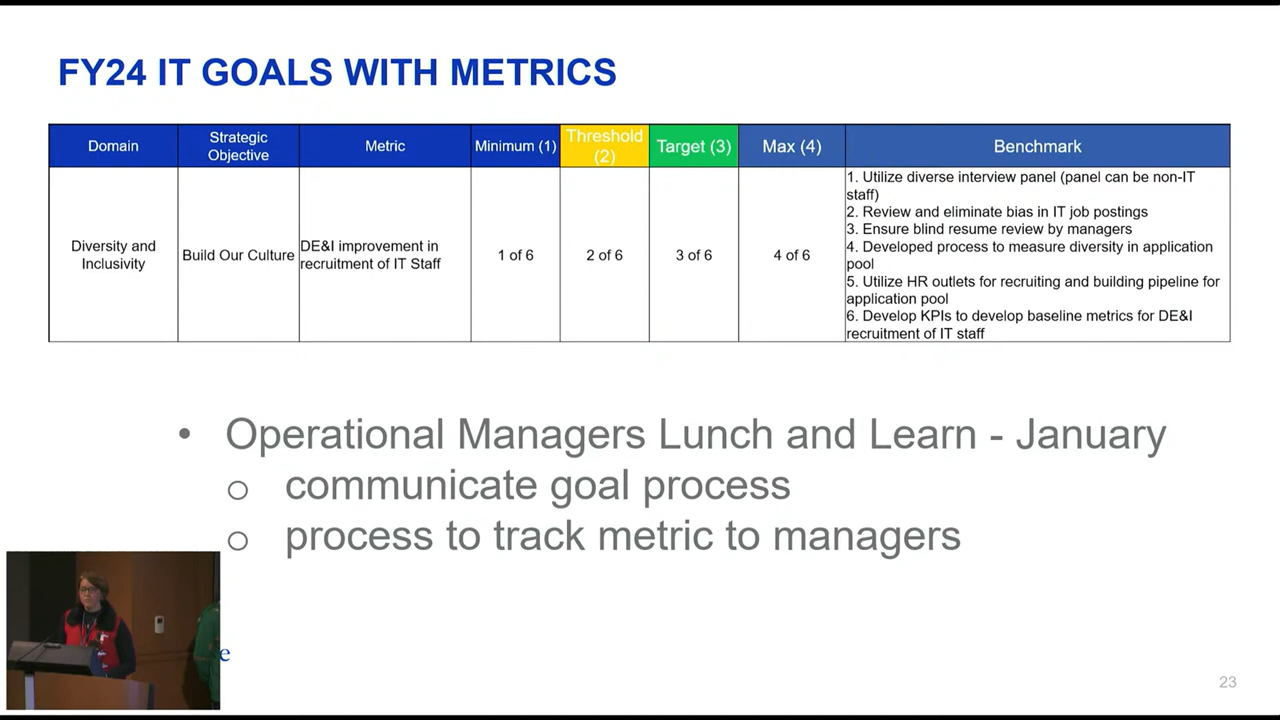 FY24 IT GOALS WITH METRICS
Domain
Strategic
Objective
Metric
Minimum (1)
Threshold
(2)
Target (3)
Max (4)
Benchmark
Diversity and
Inclusivity
Build Our Culture
DE&I improvement in
recruitment of IT Staff
1 of 6
2 of 6
3 of 6
4 of 6
1. Utilize diverse interview panel (panel can be non-IT
staff)
2. Review and eliminate bias in IT job postings
3. Ensure blind resume review by managers
4. Developed process to measure diversity in application
pool
5. Utilize HR outlets for recruiting and building pipeline for
application pool
6. Develop KPIs to develop baseline metrics for DE&I
recruitment of IT staff
• Operational Managers Lunch and Learn - January
o communicate goal process
o process to track metric to managers
e
23